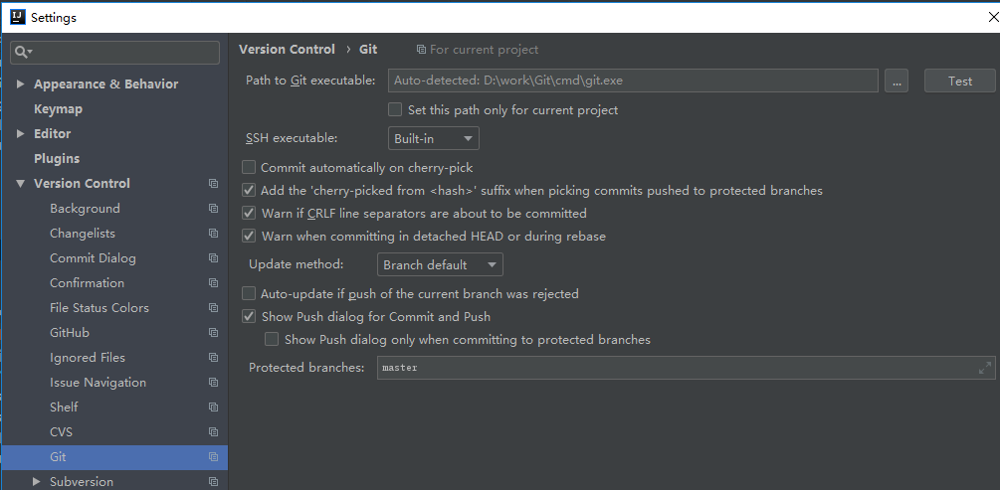 Settings
Appearance & Behavior
Keymap
Editor
Plugins
Version Control
Background
Changelists
Commit Dialog
Confirmation
File Status Colors
GitHub
Ignored Files
Issue Navigation
Shelf
CVS
Git
Subversion
Version Control › Git For current project
Path to Git executable: Auto-detected: D:\work\Git\cmd\git.exe ... Test
Set this path only for current project
SSH executable: Built-in
Commit automatically on cherry-pick
Add the 'cherry-picked from <hash>' suffix when picking commits pushed to protected branches
Warn if CRLF line separators are about to be committed
Warn when committing in detached HEAD or during rebase
Update method: Branch default
Auto-update if push of the current branch was rejected
Show Push dialog for Commit and Push
Show Push dialog only when committing to protected branches
Protected branches: master